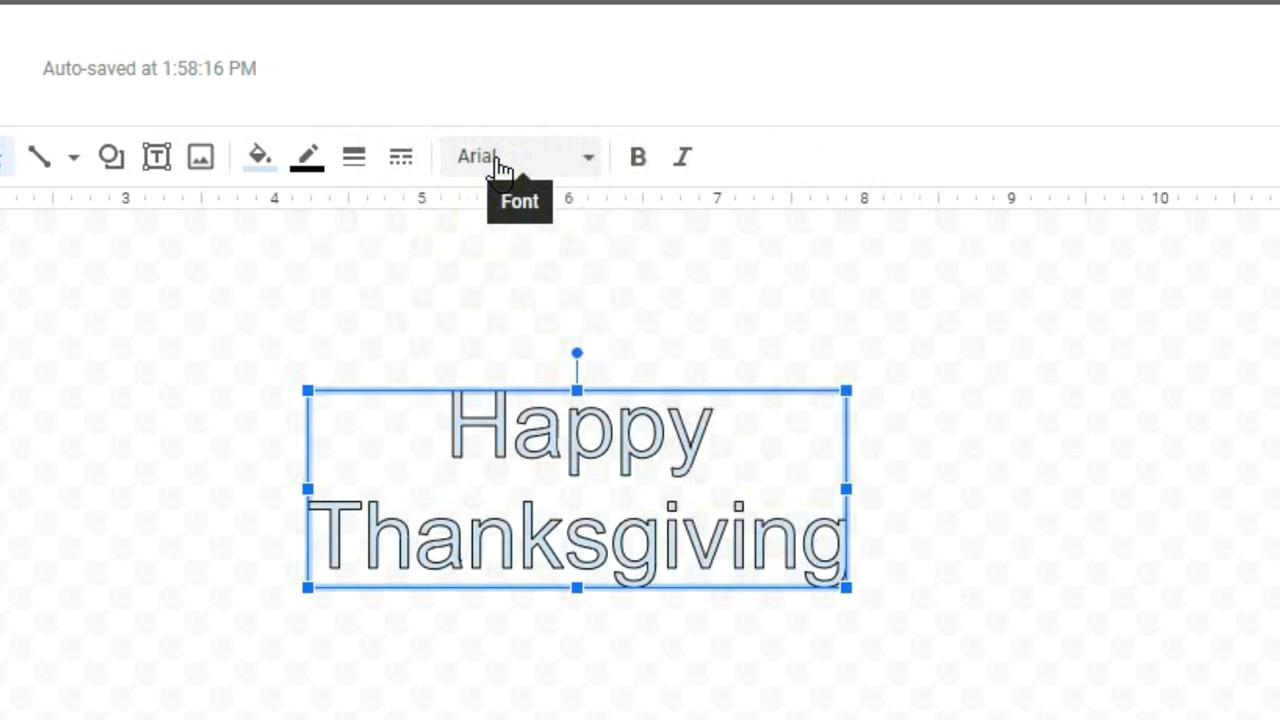 Auto-saved at 1:58:16 PM
Arial
B I
Font
3 4 5 6 7 8 9 10
Happy
Thanksgiving